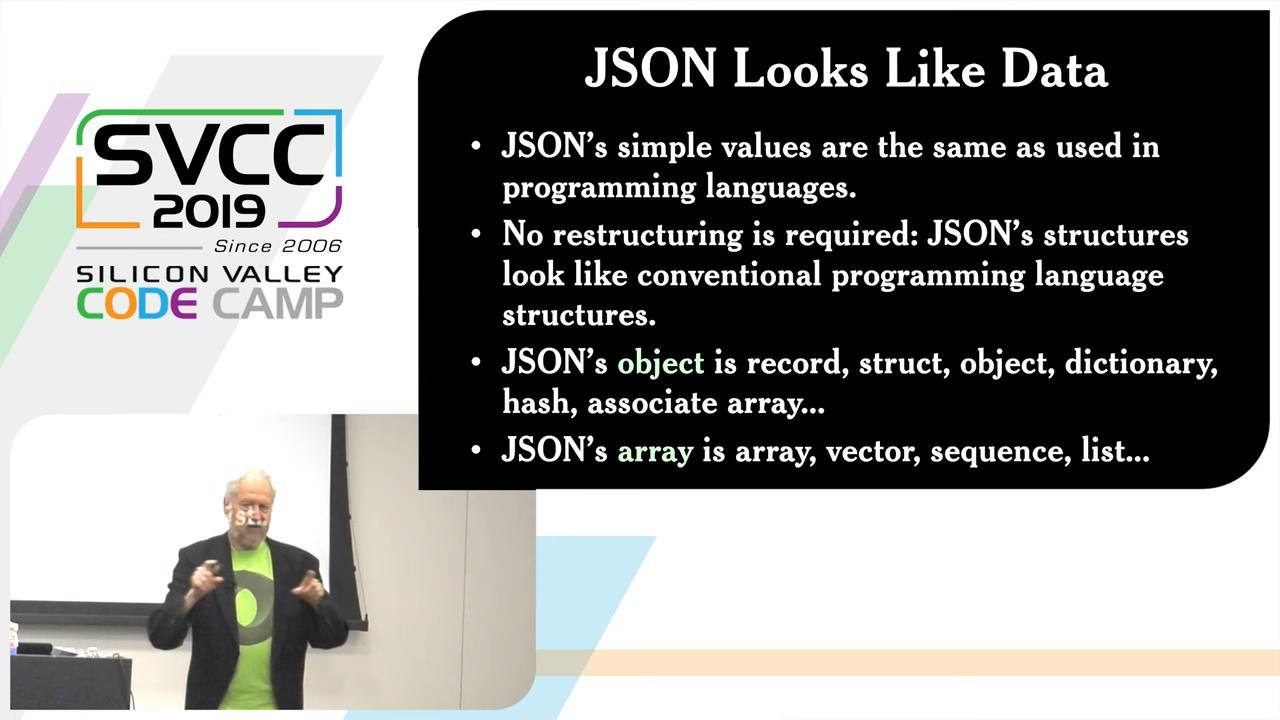 SVCC
2019
Since 2006
SILICON VALLEY
CODE CAMP
JSON Looks Like Data
• JSON’s simple values are the same as used in
programming languages.
• No restructuring is required: JSON’s structures
look like conventional programming language
structures.
• JSON’s object is record, struct, object, dictionary,
hash, associate array...
• JSON’s array is array, vector, sequence, list...